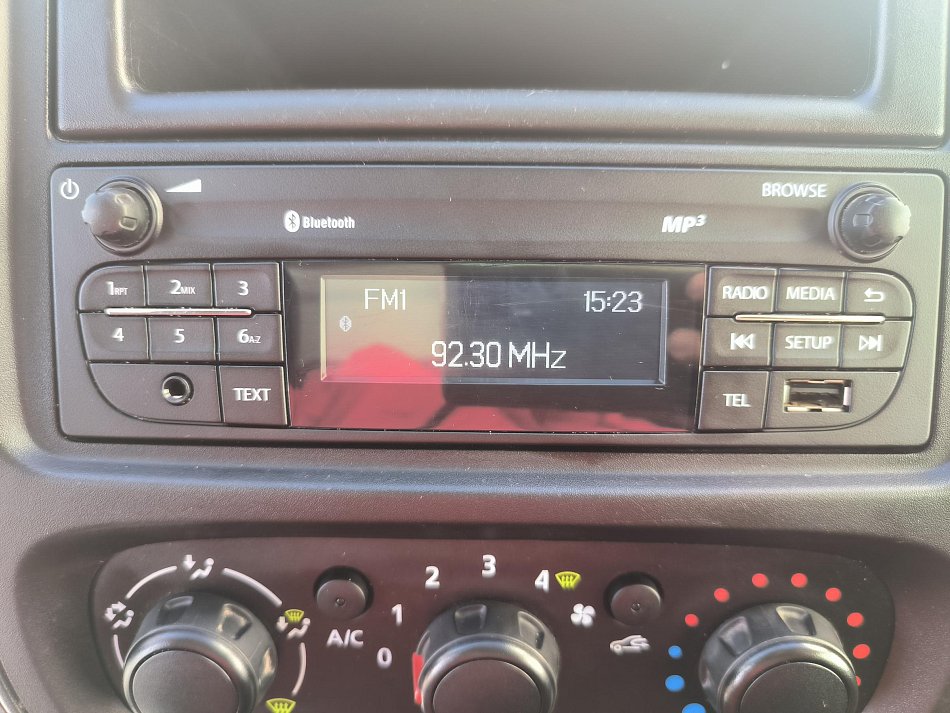 BROWSE
Bluetooth
MP3
1RPT
2MIX
3
FM1
15:23
RADIO
MEDIA
4
5
6A-Z
92.30 MHz
SETUP
TEXT
TEL
3
2
4
1
A/C
0